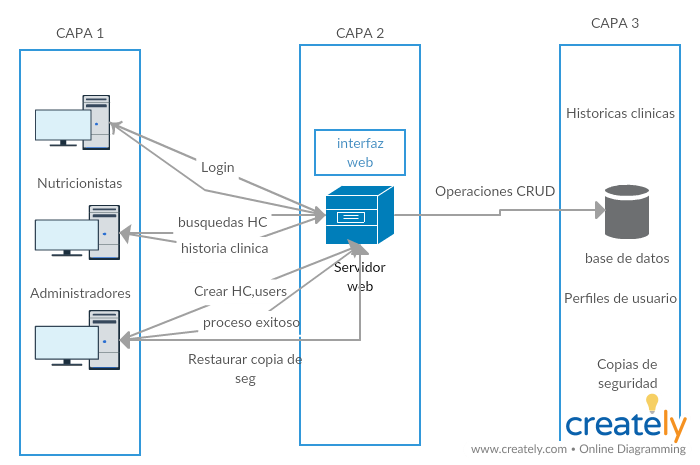 CAPA 1
CAPA 2
CAPA 3
Historicas clinicas
interfaz
web
Login
Nutricionistas
Operaciones CRUD
busquedas HC
historia clinica
base de datos
Servidor
web
Administradores
Crear HC,users
Perfiles de usuario
proceso exitoso
Restaurar copia de
seg
Copias de
seguridad
creately
www.creately.com • Online Diagramming